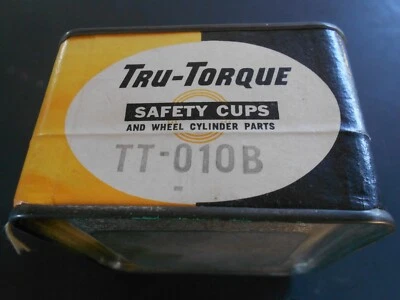 TRU-TORQUE
SAFETY CUPS
AND WHEEL CYLINDER PARTS
TT-010B